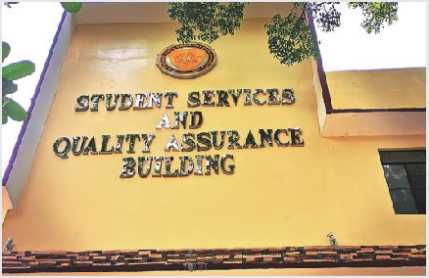 STUDENT SERVICES
AND
QUALITY ASSURANCE
BUILDING